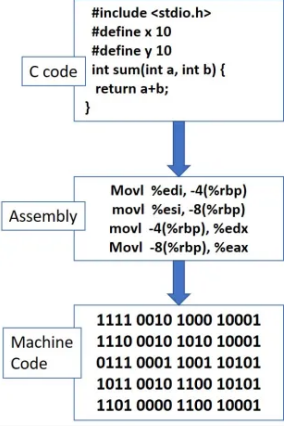 #include <stdio.h>
#define x 10
#define y 10
int sum(int a, int b) {
return a+b;
}
C code
Movl %edi, -4(%rbp)
movl %esi, -8(%rbp)
movl -4(%rbp), %edx
Movl -8(%rbp), %eax
Assembly
1111 0010 1000 10001
1110 0010 1010 10001
0111 0001 1001 10101
1011 0010 1100 10101
1101 0000 1100 10001
Machine
Code